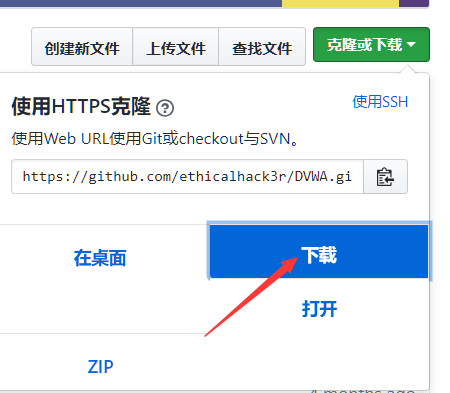 创建新文件 上传文件 查找文件 克隆或下载
使用HTTPS克隆 使用SSH
使用Web URL使用Git或checkout与SVN。
https://github.com/ethicalhack3r/DVWA.gi
在桌面 下载
打开
ZIP
4 months ago